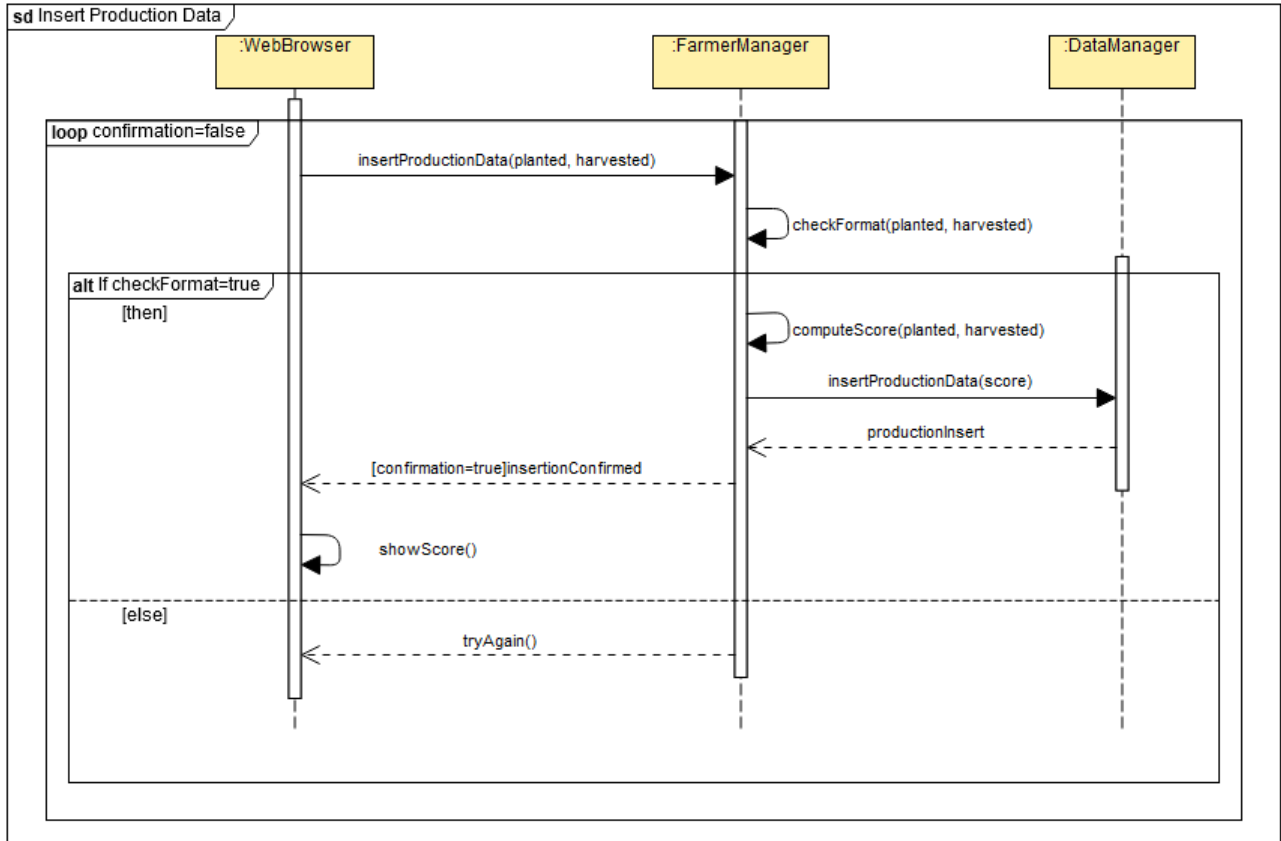 sd Insert Production Data
:WebBrowser
:FarmerManager
:DataManager
loop confirmation=false
insertProductionData(planted, harvested)
checkFormat(planted, harvested)
alt If checkFormat=true
[then]
computeScore(planted, harvested)
insertProductionData(score)
productionInsert
[confirmation=true]insertionConfirmed
showScore()
[else]
tryAgain()